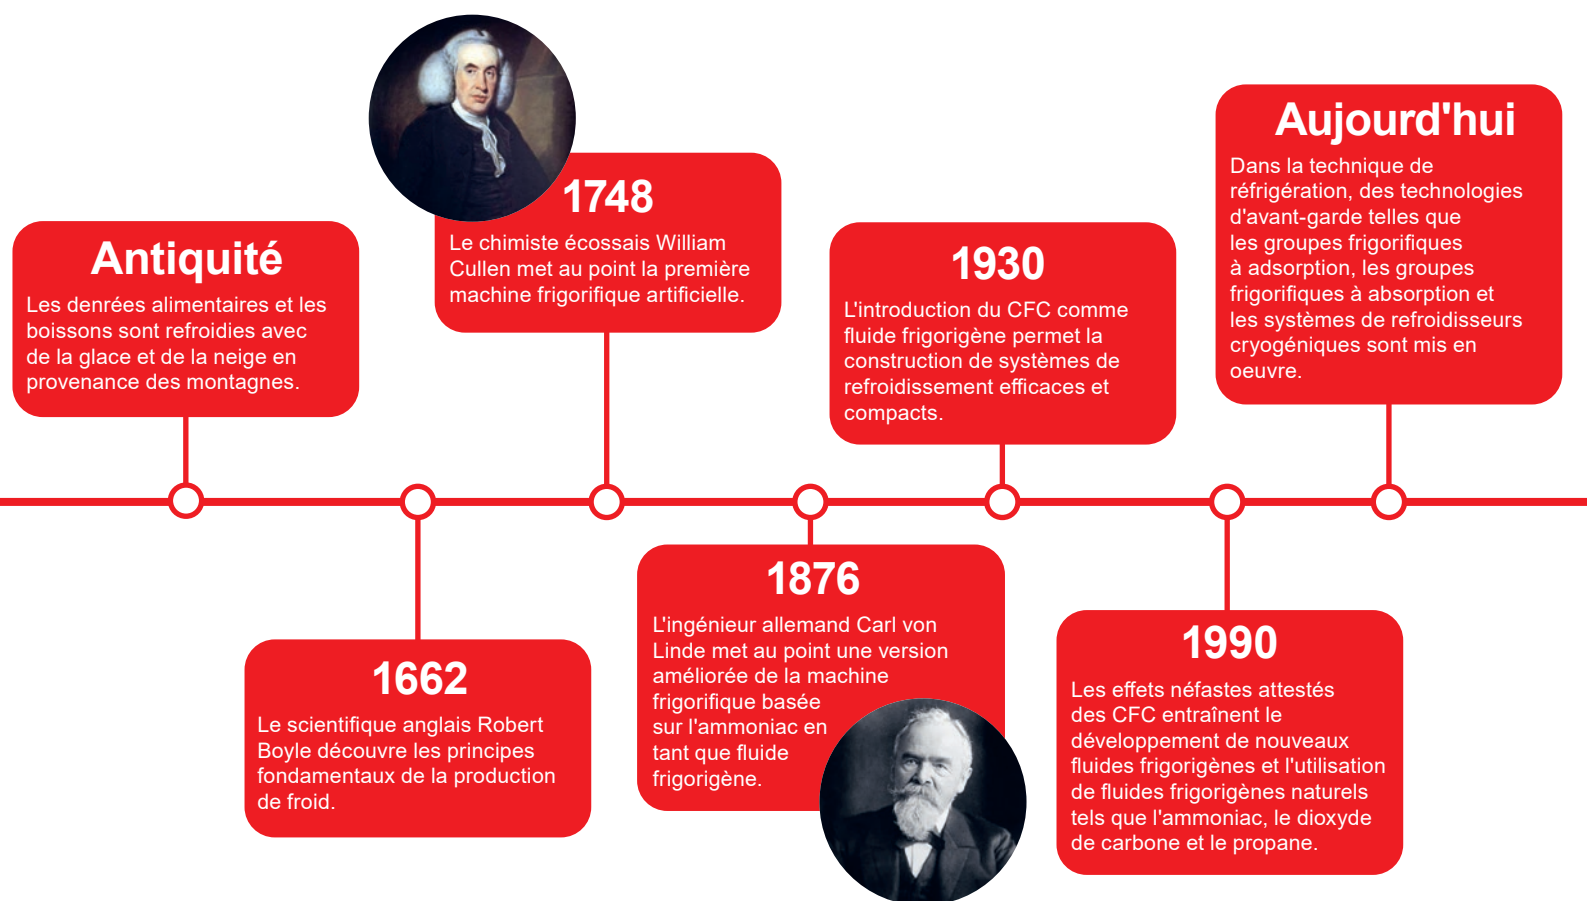 Antiquité
Les denrées alimentaires et les
boissons sont refroidies avec
de la glace et de la neige en
provenance des montagnes.
1662
Le scientifique anglais Robert
Boyle découvre les principes
fondamentaux de la production
de froid.
1748
Le chimiste écossais William
Cullen met au point la première
machine frigorifique artificielle.
1876
L'ingénieur allemand Carl von
Linde met au point une version
améliorée de la machine
frigorifique basée
sur l'ammoniac en
tant que fluide
frigorigène.
1930
L'introduction du CFC comme
fluide frigorigène permet la
construction de systèmes de
refroidissement efficaces et
compacts.
1990
Les effets néfastes attestés
des CFC entraînent le
développement de nouveaux
fluides frigorigènes et l'utilisation
de fluides frigorigènes naturels
tels que l'ammoniac, le dioxyde
de carbone et le propane.
Aujourd'hui
Dans la technique de
réfrigération, des technologies
d'avant-garde telles que
les groupes frigorifiques
à adsorption, les groupes
frigorifiques à absorption et
les systèmes de refroidisseurs
cryogéniques sont mis en
oeuvre.